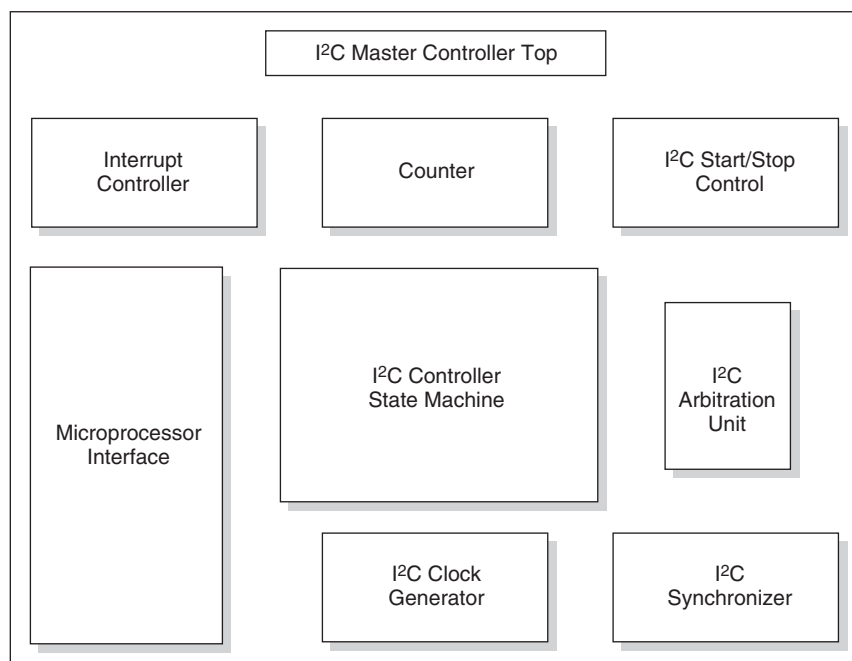 I²C Master Controller Top
Interrupt
Controller
Counter
I²C Start/Stop
Control
Microprocessor
Interface
I²C Controller
State Machine
I²C
Arbitration
Unit
I²C Clock
Generator
I²C
Synchronizer